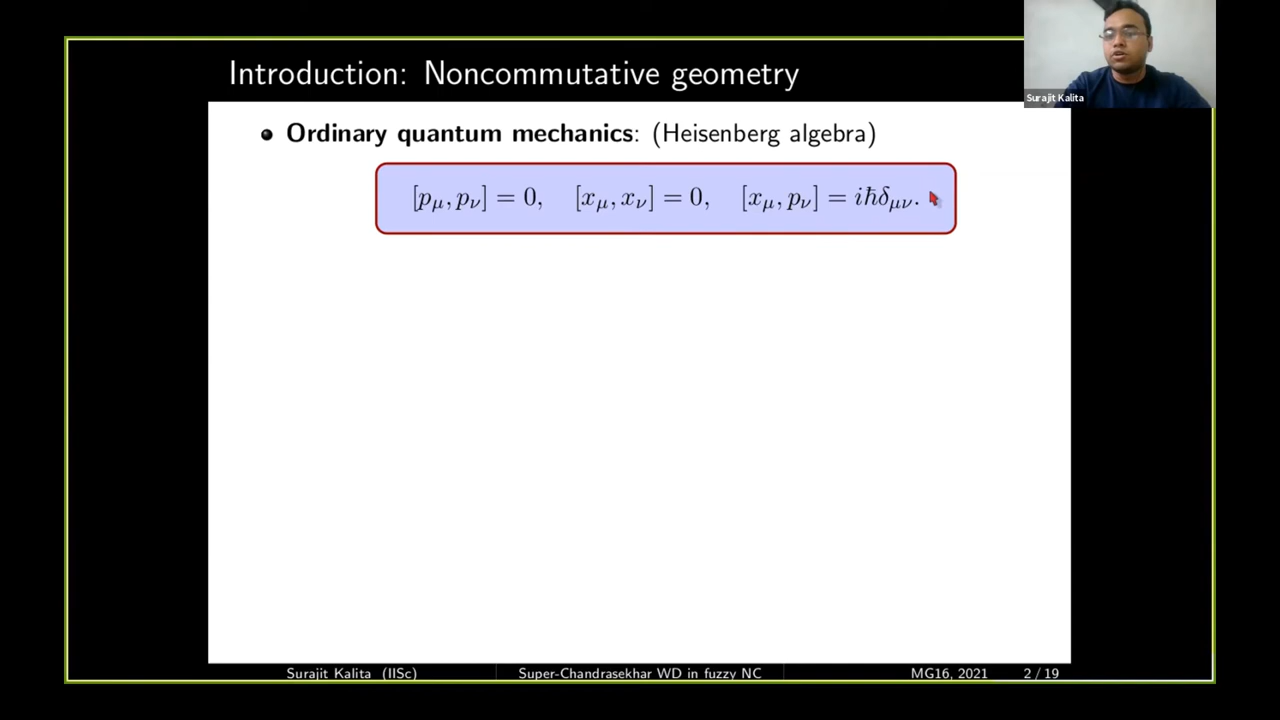 Introduction: Noncommutative geometry
Surajit Kalita
• Ordinary quantum mechanics: (Heisenberg algebra)
[p_μ, p_ν] = 0, [x_μ, x_ν] = 0, [x_μ, p_ν] = iℏδ_μν.
Surajit Kalita (IISc) Super-Chandrasekhar WD in fuzzy NC MG16, 2021 2 / 19